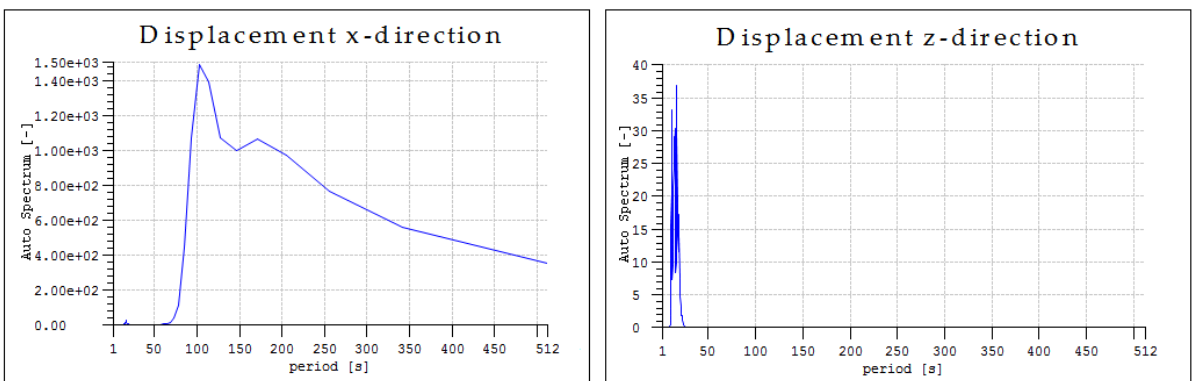 Displacement x-direction
1.50e+03
1.40e+03
1.20e+03
1.00e+03
8.00e+02
6.00e+02
4.00e+02
2.00e+02
0.00
Auto Spectrum [-]
1 50 100 150 200 250 300 350 400 450 512
period [s]
Displacement z-direction
40
35
30
25
20
15
10
5
0
Auto Spectrum [-]
1 50 100 150 200 250 300 350 400 450 512
period [s]